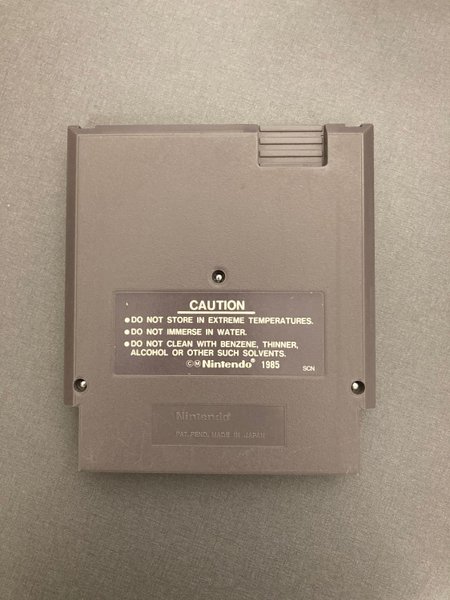 CAUTION
●DO NOT STORE IN EXTREME TEMPERATURES.
●DO NOT IMMERSE IN WATER.
●DO NOT CLEAN WITH BENZENE, THINNER,
ALCOHOL OR OTHER SUCH SOLVENTS.
©Ⓜ Nintendo® 1985 SCN
Nintendo®
PAT. PEND. MADE IN JAPAN